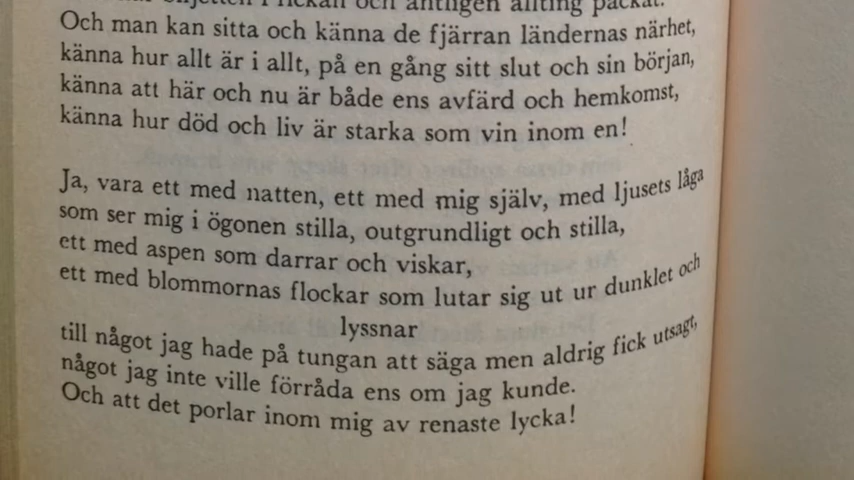 biljetten i fickan och äntligen allting packat.
Och man kan sitta och känna de fjärran ländernas närhet,
känna hur allt är i allt, på en gång sitt slut och sin början,
känna att här och nu är både ens avfärd och hemkomst,
känna hur död och liv är starka som vin inom en!
Ja, vara ett med natten, ett med mig själv, med ljusets låga
som ser mig i ögonen stilla, outgrundligt och stilla,
ett med aspen som darrar och viskar,
ett med blommornas flockar som lutar sig ut ur dunklet och
lyssnar
till något jag hade på tungan att säga men aldrig fick utsagt,
något jag inte ville förråda ens om jag kunde.
Och att det porlar inom mig av renaste lycka!